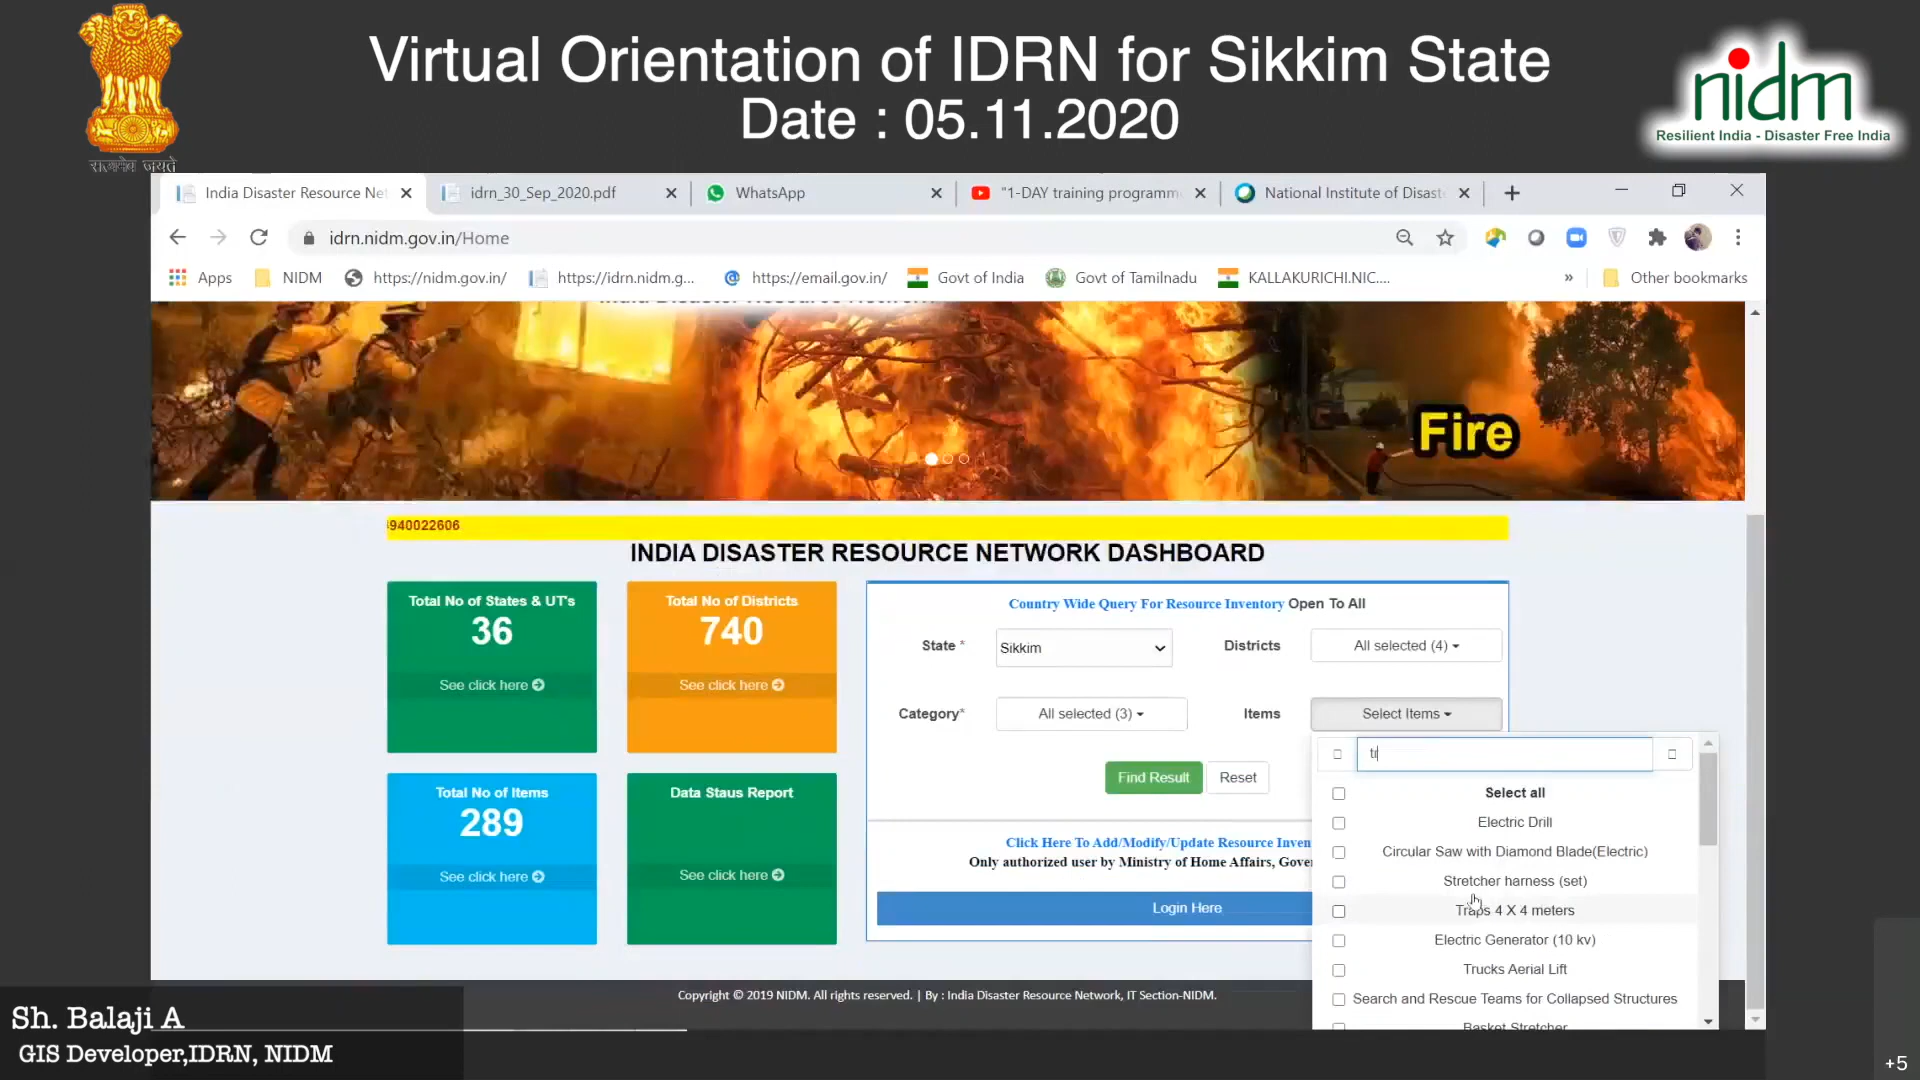 Virtual Orientation of IDRN for Sikkim State
Date : 05.11.2020
सत्यमेव जयते
nidm
Resilient India - Disaster Free India
India Disaster Resource Net
idrn_30_Sep_2020.pdf
WhatsApp
"1-DAY training programm
National Institute of Disast
idrn.nidm.gov.in/Home
Apps
NIDM
https://nidm.gov.in/
https://idrn.nidm.g...
https://email.gov.in/
Govt of India
Govt of Tamilnadu
KALLAKURICHI.NIC....
»
Other bookmarks
India Disaster Resource Network
Fire
940022606
INDIA DISASTER RESOURCE NETWORK DASHBOARD
Total No of States & UT's
36
See click here
Total No of Districts
740
See click here
Total No of Items
289
See click here
Data Staus Report
See click here
Country Wide Query For Resource Inventory Open To All
State *
Sikkim
Districts
All selected (4)
Category*
All selected (3)
Items
Select Items
Find Result
Reset
tr
Select all
Electric Drill
Circular Saw with Diamond Blade(Electric)
Stretcher harness (set)
Traps 4 X 4 meters
Electric Generator (10 kv)
Trucks Aerial Lift
Search and Rescue Teams for Collapsed Structures
Basket Stretcher
Click Here To Add/Modify/Update Resource Inven
Only authorized user by Ministry of Home Affairs, Gover
Login Here
Copyright © 2019 NIDM. All rights reserved. | By : India Disaster Resource Network, IT Section-NIDM.
Sh. Balaji A
GIS Developer,IDRN, NIDM
+5